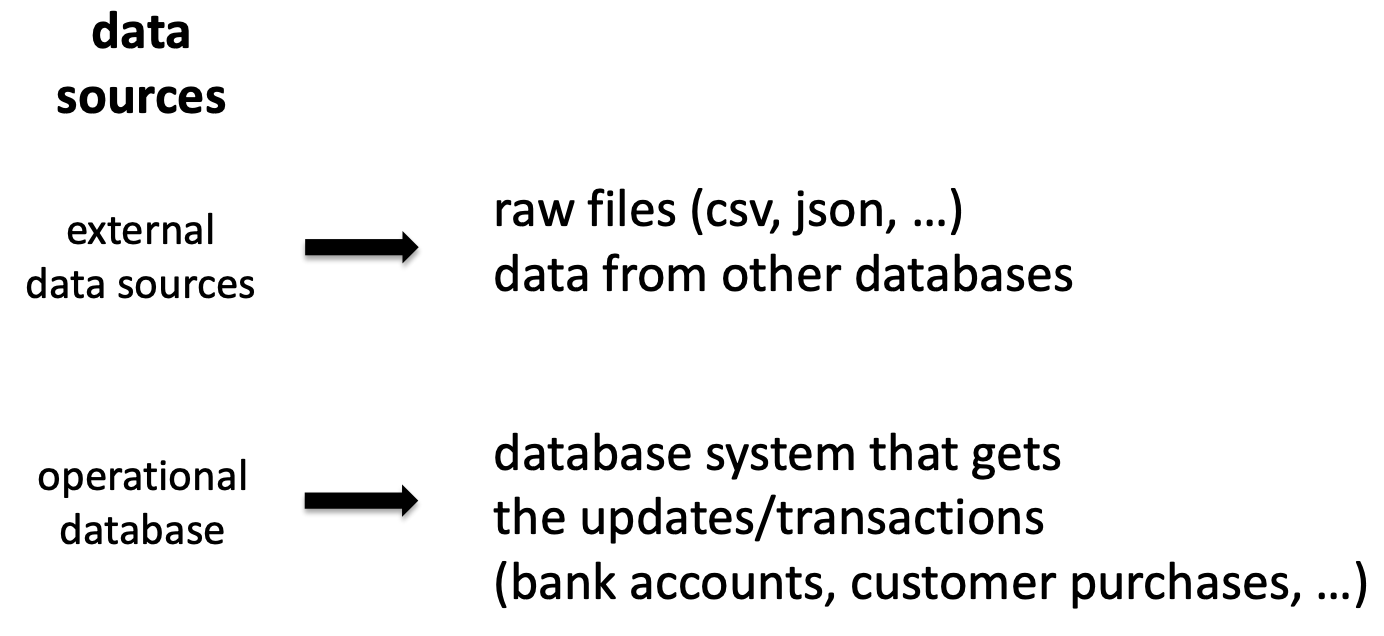 data
sources
external
data sources
raw files (csv, json, …)
data from other databases
operational
database
database system that gets
the updates/transactions
(bank accounts, customer purchases, …)